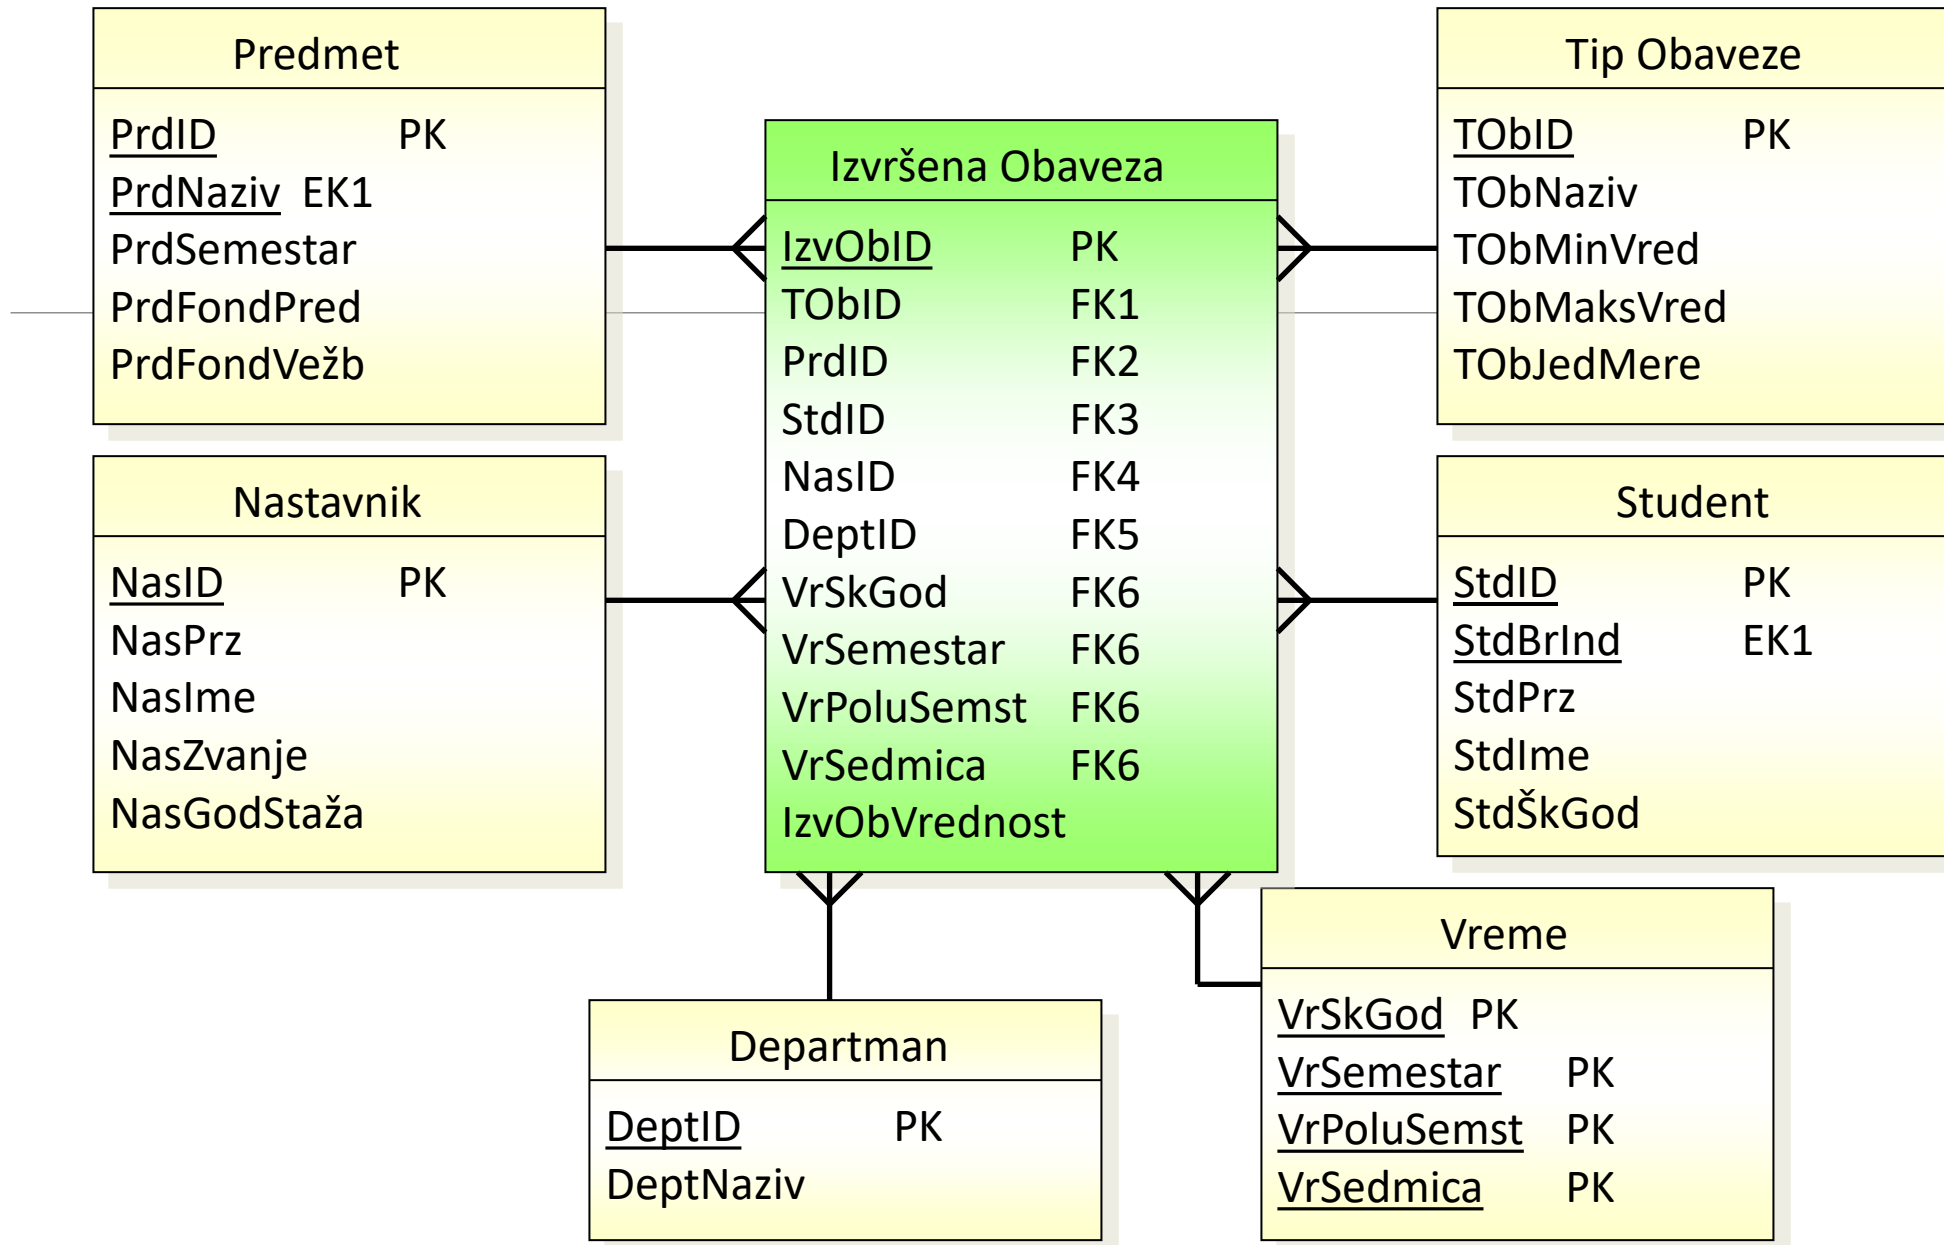 Predmet
PrdID PK
PrdNaziv EK1
PrdSemestar
PrdFondPred
PrdFondVežb
Izvršena Obaveza
IzvObID PK
TObID FK1
PrdID FK2
StdID FK3
NasID FK4
DeptID FK5
VrSkGod FK6
VrSemestar FK6
VrPoluSemst FK6
VrSedmica FK6
IzvObVrednost
Tip Obaveze
TObID PK
TObNaziv
TObMinVred
TObMaksVred
TObJedMere
Nastavnik
NasID PK
NasPrz
NasIme
NasZvanje
NasGodStaža
Student
StdID PK
StdBrInd EK1
StdPrz
StdIme
StdŠkGod
Departman
DeptID PK
DeptNaziv
Vreme
VrSkGod PK
VrSemestar PK
VrPoluSemst PK
VrSedmica PK